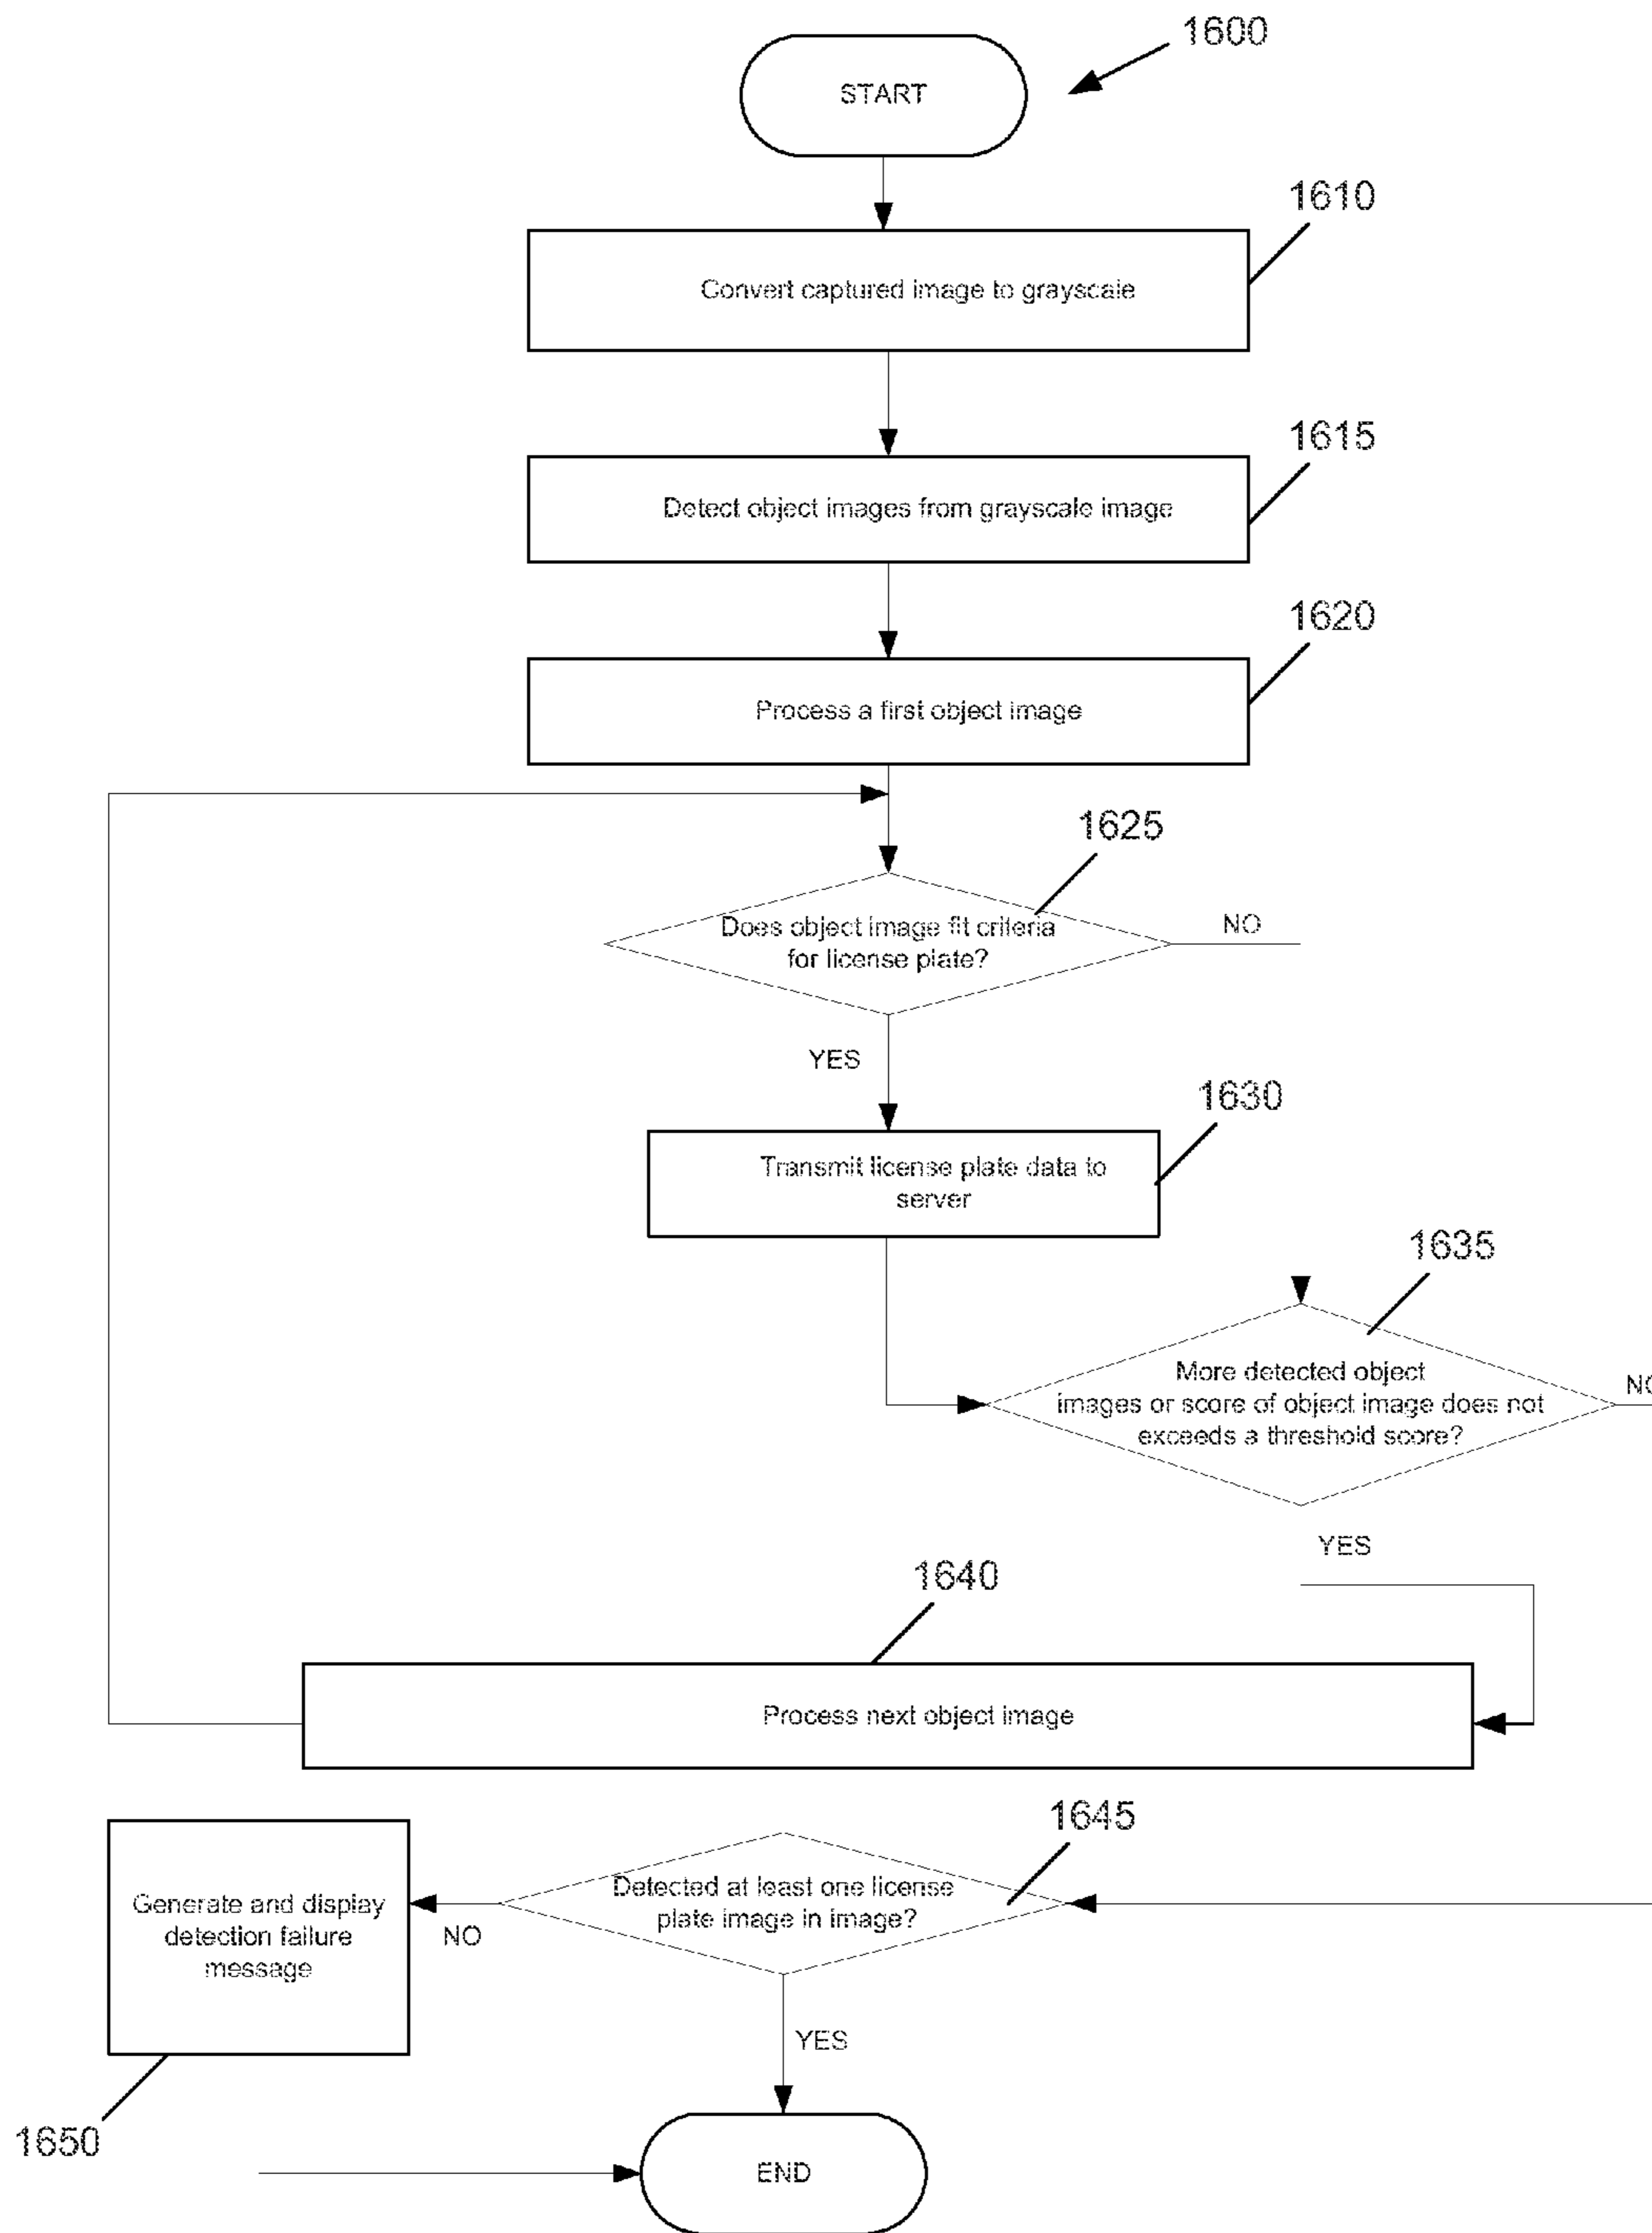 1600
START
1610
Convert captured image to grayscale
1615
Detect object images from grayscale image
1620
Process a first object image
1625
Does object image fit criteria
for license plate?
NO
YES
1630
Transmit license plate data to
server
1635
More detected object
images or score of object image does not
exceeds a threshold score?
NO
YES
1640
Process next object image
1645
Detected at least one license
plate image in image?
Generate and display
detection failure
message
NO
YES
1650
END